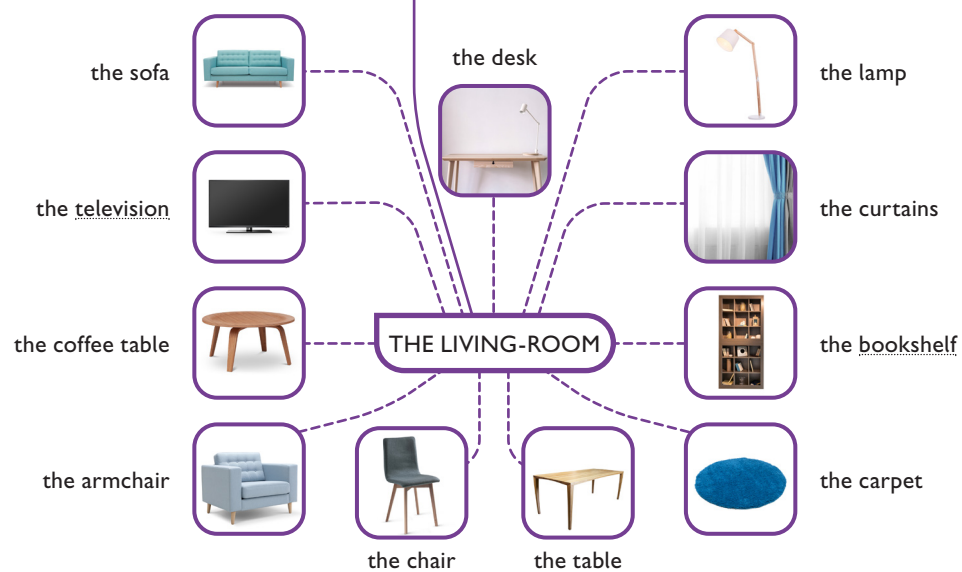 the desk
the sofa
the lamp
the television
the curtains
THE LIVING-ROOM
the coffee table
the bookshelf
the armchair
the carpet
the chair
the table